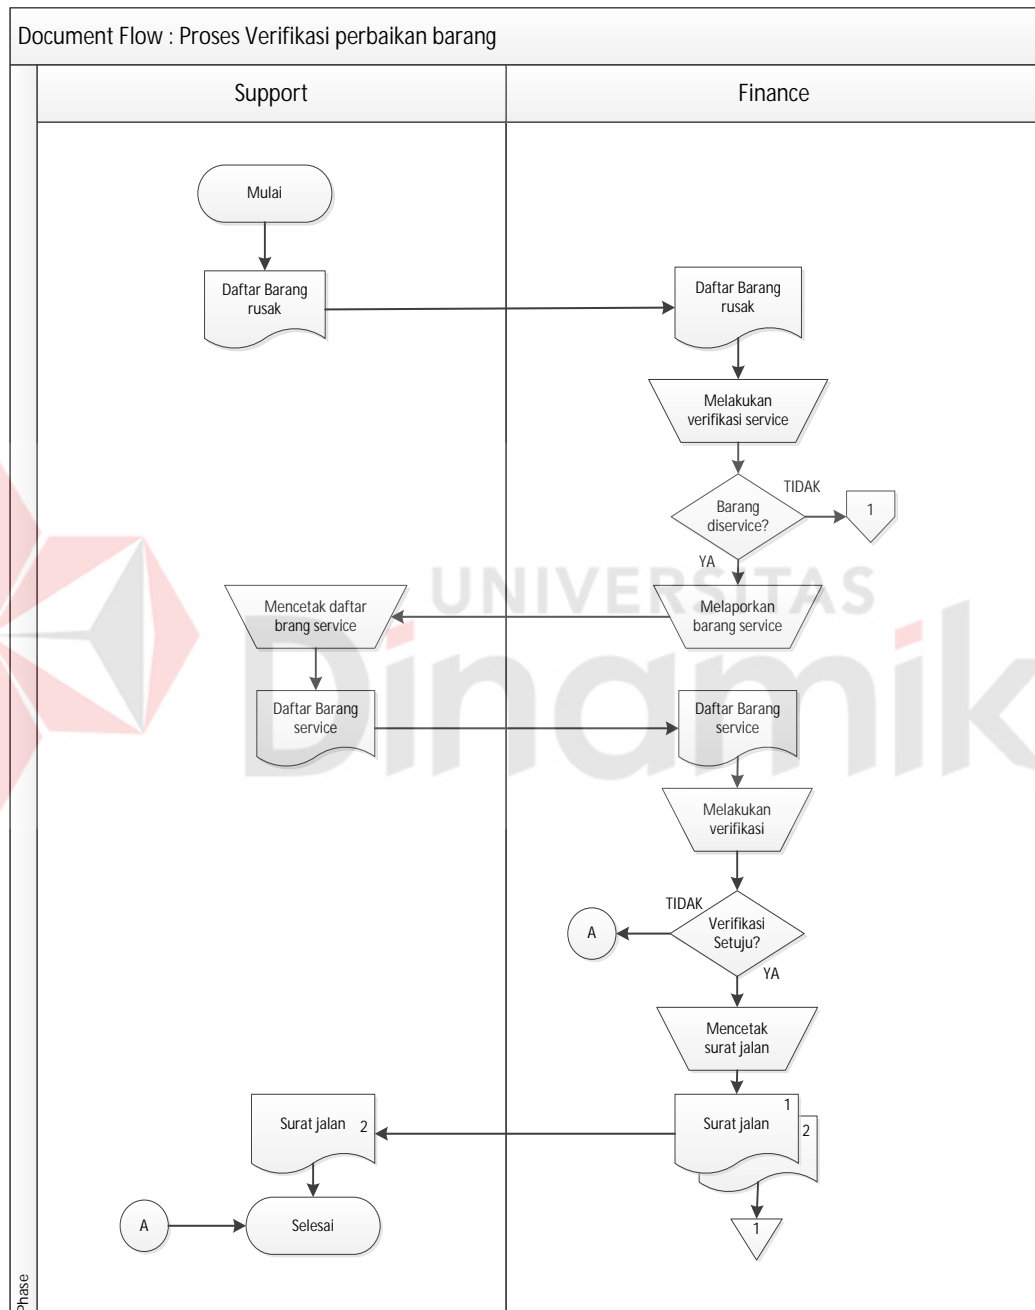 Document Flow : Proses Verifikasi perbaikan barang
Support
Finance
Mulai
Daftar Barang
rusak
Daftar Barang
rusak
Melakukan
verifikasi service
Barang
diservice?
TIDAK
1
YA
Melaporkan
barang service
Mencetak daftar
brang service
Daftar Barang
service
Daftar Barang
service
Melakukan
verifikasi
Verifikasi
Setuju?
TIDAK
A
YA
Mencetak
surat jalan
Surat jalan
1
2
Surat jalan 2
1
A
Selesai
Phase
UNIVERSITAS
Dinamik